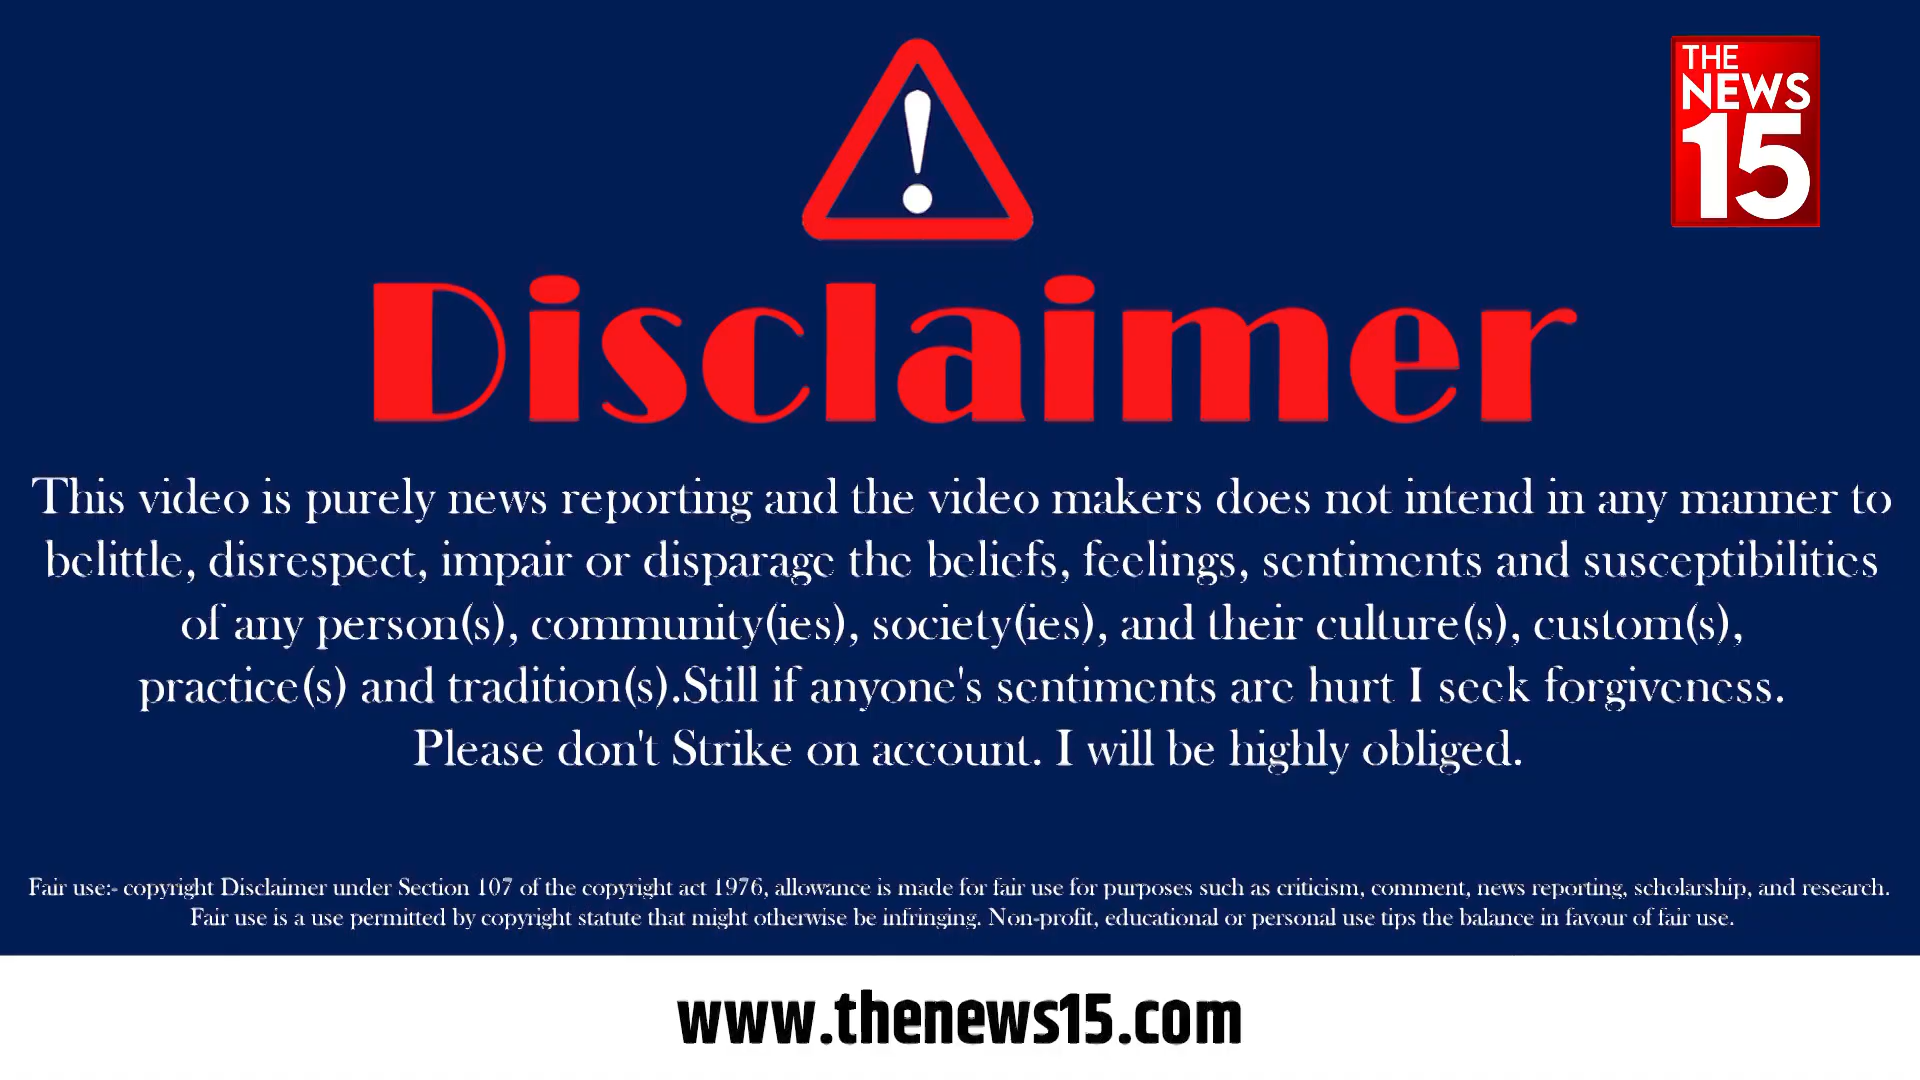 THE
NEWS
15
Disclaimer
This video is purely news reporting and the video makers does not intend in any manner to
belittle, disrespect, impair or disparage the beliefs, feelings, sentiments and susceptibilities
of any person(s), community(ies), society(ies), and their culture(s), custom(s),
practice(s) and tradition(s).Still if anyone's sentiments are hurt I seek forgiveness.
Please don't Strike on account. I will be highly obliged.
Fair use:- copyright Disclaimer under Section 107 of the copyright act 1976, allowance is made for fair use for purposes such as criticism, comment, news reporting, scholarship, and research.
Fair use is a use permitted by copyright statute that might otherwise be infringing. Non-profit, educational or personal use tips the balance in favour of fair use.
www.thenews15.com